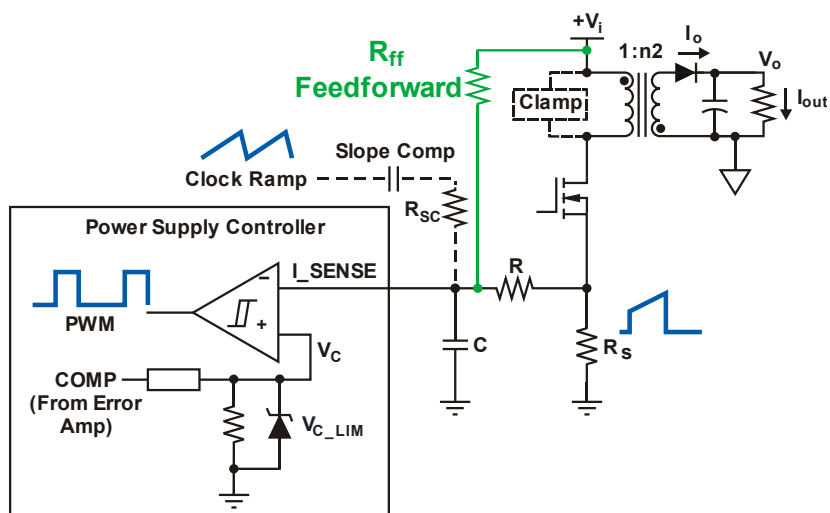 +Vi
Rff
Feedforward
1:n2
Io
Vo
Iout
Clamp
Slope Comp
Clock Ramp
RSC
Power Supply Controller
I_SENSE
R
−
+
PWM
VC
C
Rs
COMP
(From Error
Amp)
VC_LIM